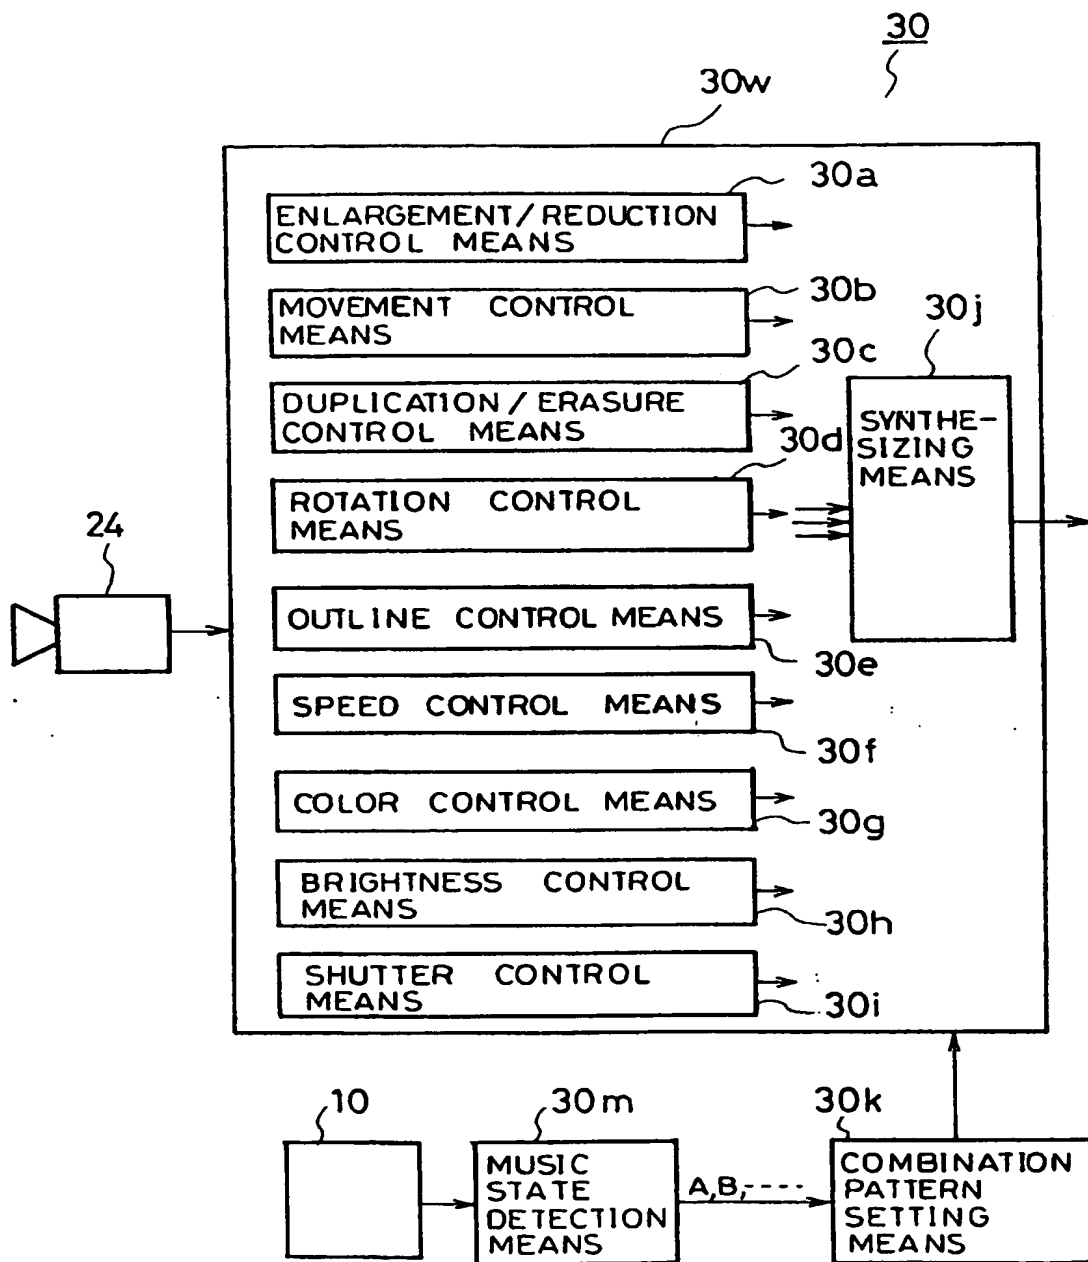 30
30w
30a
ENLARGEMENT/REDUCTION
CONTROL MEANS
30b
MOVEMENT CONTROL
MEANS
30c
DUPLICATION/ERASURE
CONTROL MEANS
30d
ROTATION CONTROL
MEANS
30j
SYNTHE-
SIZING
MEANS
24
OUTLINE CONTROL MEANS
30e
SPEED CONTROL MEANS
30f
COLOR CONTROL MEANS
30g
BRIGHTNESS CONTROL
MEANS
30h
SHUTTER CONTROL
MEANS
30i
10
30m
MUSIC
STATE
DETECTION
MEANS
A,B,----
30k
COMBINATION
PATTERN
SETTING
MEANS